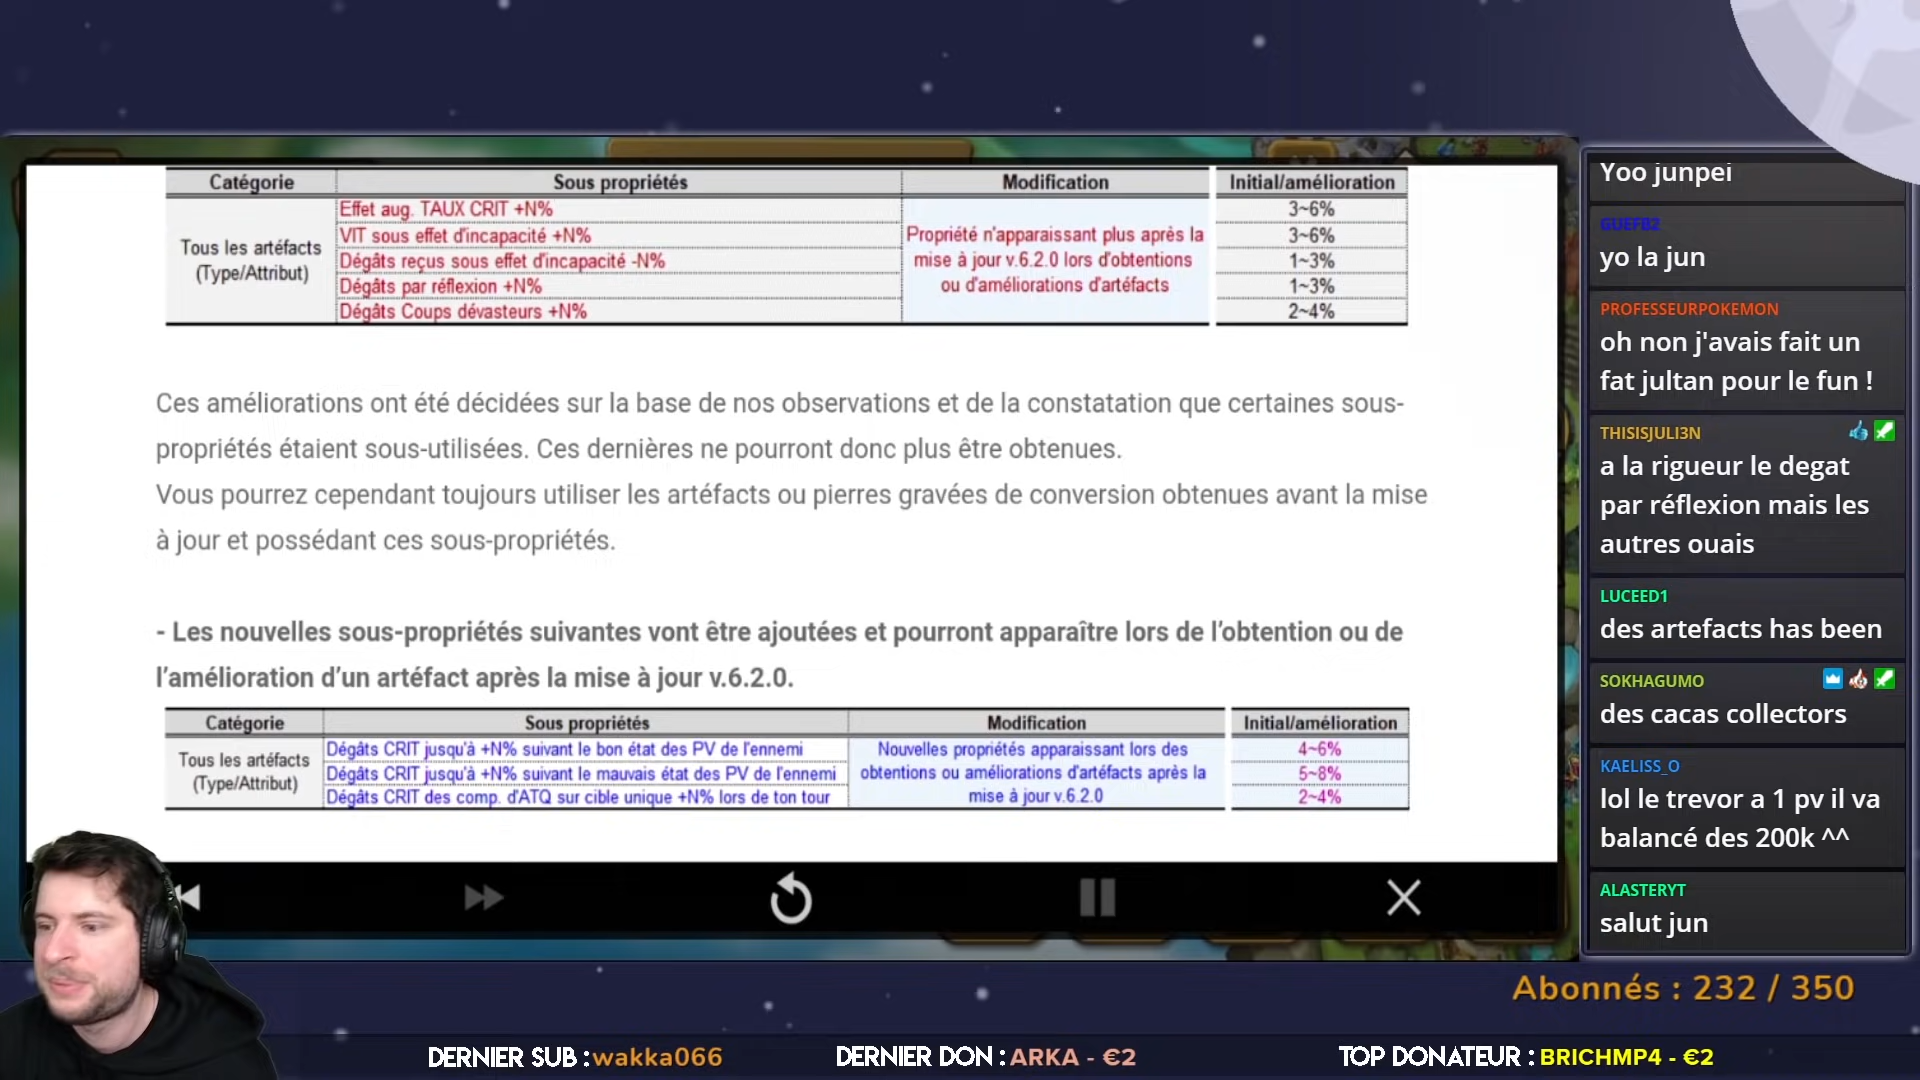 Catégorie Sous propriétés Modification Initial/amélioration
Tous les artéfacts
(Type/Attribut)
Effet aug. TAUX CRIT +N%
VIT sous effet d'incapacité +N%
Dégâts reçus sous effet d'incapacité -N%
Dégâts par réflexion +N%
Dégâts Coups dévasteurs +N%
Propriété n'apparaissant plus après la
mise à jour v.6.2.0 lors d'obtentions
ou d'améliorations d'artéfacts
3~6%
3~6%
1~3%
1~3%
2~4%
Ces améliorations ont été décidées sur la base de nos observations et de la constatation que certaines sous-
propriétés étaient sous-utilisées. Ces dernières ne pourront donc plus être obtenues.
Vous pourrez cependant toujours utiliser les artéfacts ou pierres gravées de conversion obtenues avant la mise
à jour et possédant ces sous-propriétés.
- Les nouvelles sous-propriétés suivantes vont être ajoutées et pourront apparaître lors de l’obtention ou de
l’amélioration d’un artéfact après la mise à jour v.6.2.0.
Catégorie Sous propriétés Modification Initial/amélioration
Tous les artéfacts
(Type/Attribut)
Dégâts CRIT jusqu'à +N% suivant le bon état des PV de l'ennemi
Dégâts CRIT jusqu'à +N% suivant le mauvais état des PV de l'ennemi
Dégâts CRIT des comp. d'ATQ sur cible unique +N% lors de ton tour
Nouvelles propriétés apparaissant lors des
obtentions ou améliorations d'artéfacts après la
mise à jour v.6.2.0
4~6%
5~8%
2~4%
Yoo junpei
GUEFB2
yo la jun
PROFESSEURPOKEMON
oh non j'avais fait un
fat jultan pour le fun !
THISISJULI3N
a la rigueur le degat
par réflexion mais les
autres ouais
LUCEED1
des artefacts has been
SOKHAGUMO
des cacas collectors
KAELISS_O
lol le trevor a 1 pv il va
balancé des 200k ^^
ALASTERYT
salut jun
Abonnés : 232 / 350
DERNIER SUB : wakka066
DERNIER DON : ARKA - €2
TOP DONATEUR : BRICHMP4 - €2